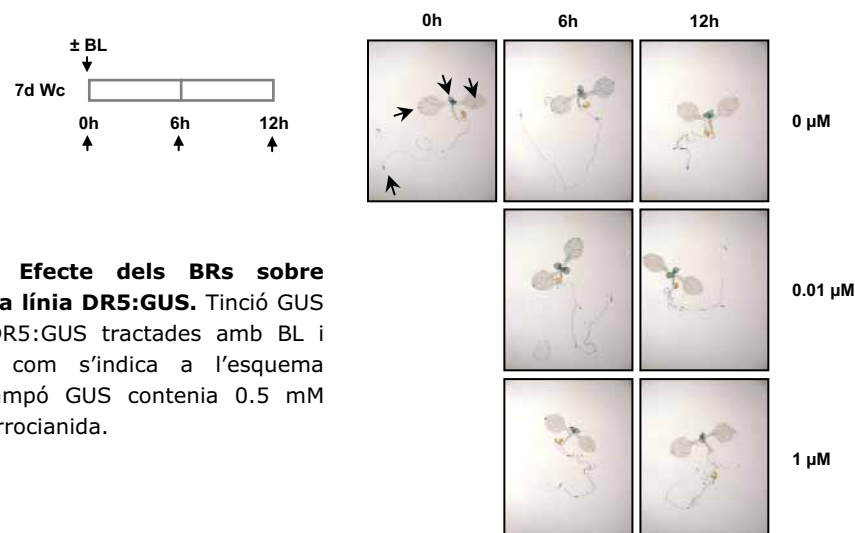 0h 6h 12h
± BL
7d Wc
0h 6h 12h
0 µM
Efecte dels BRs sobre
a línia DR5:GUS. Tinció GUS
R5:GUS tractades amb BL i
com s'indica a l'esquema
mpó GUS contenia 0.5 mM
rrocianida.
0.01 µM
1 µM